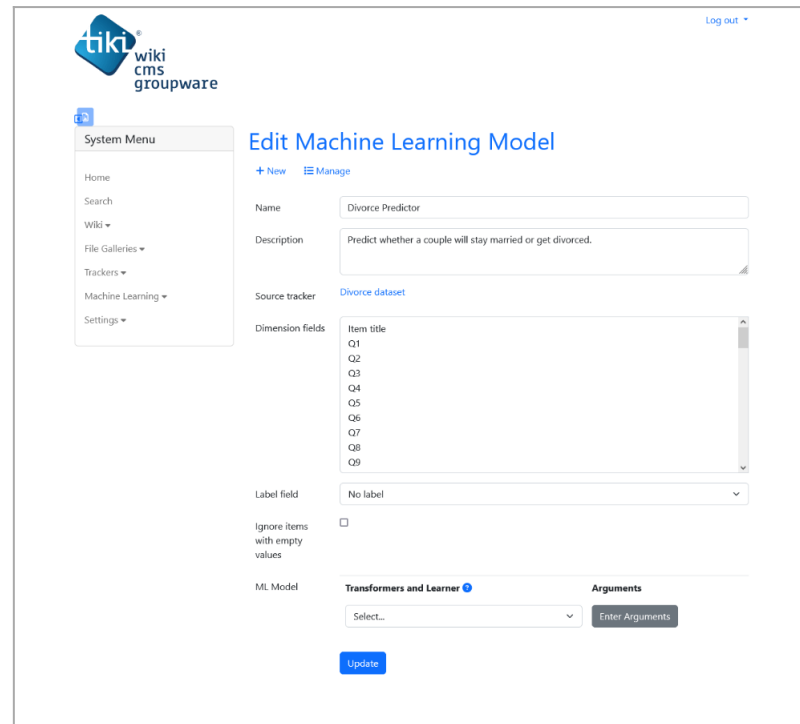 Log out
tiki®
wiki
cms
groupware
System Menu
Home
Search
Wiki
File Galleries
Trackers
Machine Learning
Settings
Edit Machine Learning Model
+ New Manage
Name Divorce Predictor
Description Predict whether a couple will stay married or get divorced.
Source tracker Divorce dataset
Dimension fields Item title
Q1
Q2
Q3
Q4
Q5
Q6
Q7
Q8
Q9
Label field No label
Ignore items
with empty
values
ML Model Transformers and Learner ? Arguments
Select... Enter Arguments
Update